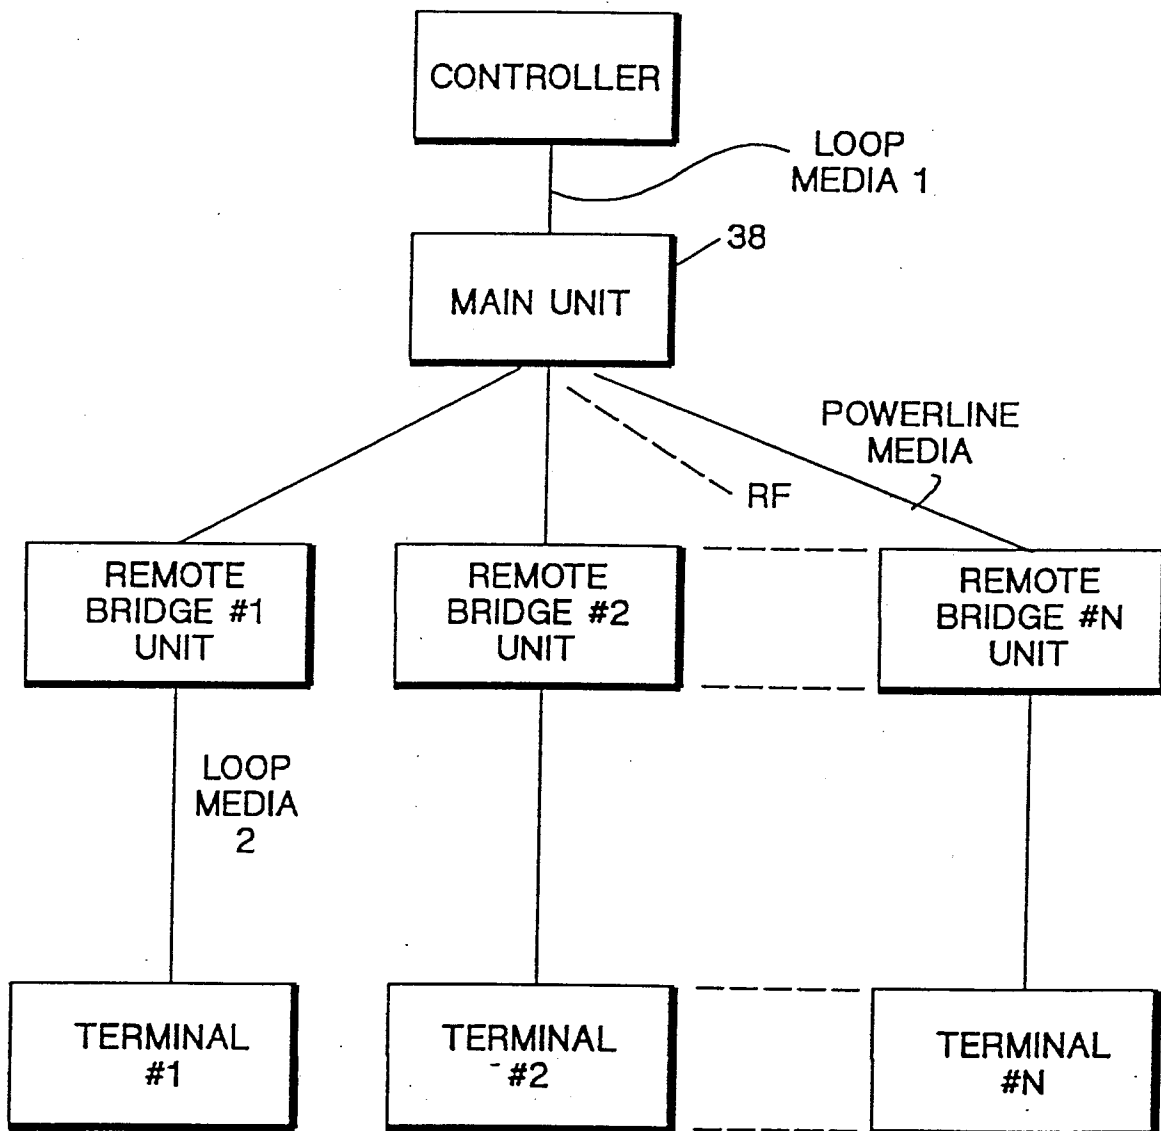 CONTROLLER
LOOP
MEDIA 1
38
MAIN UNIT
POWERLINE
MEDIA
RF
REMOTE
BRIDGE #1
UNIT
REMOTE
BRIDGE #2
UNIT
REMOTE
BRIDGE #N
UNIT
LOOP
MEDIA
2
TERMINAL
#1
TERMINAL
#2
TERMINAL
#N